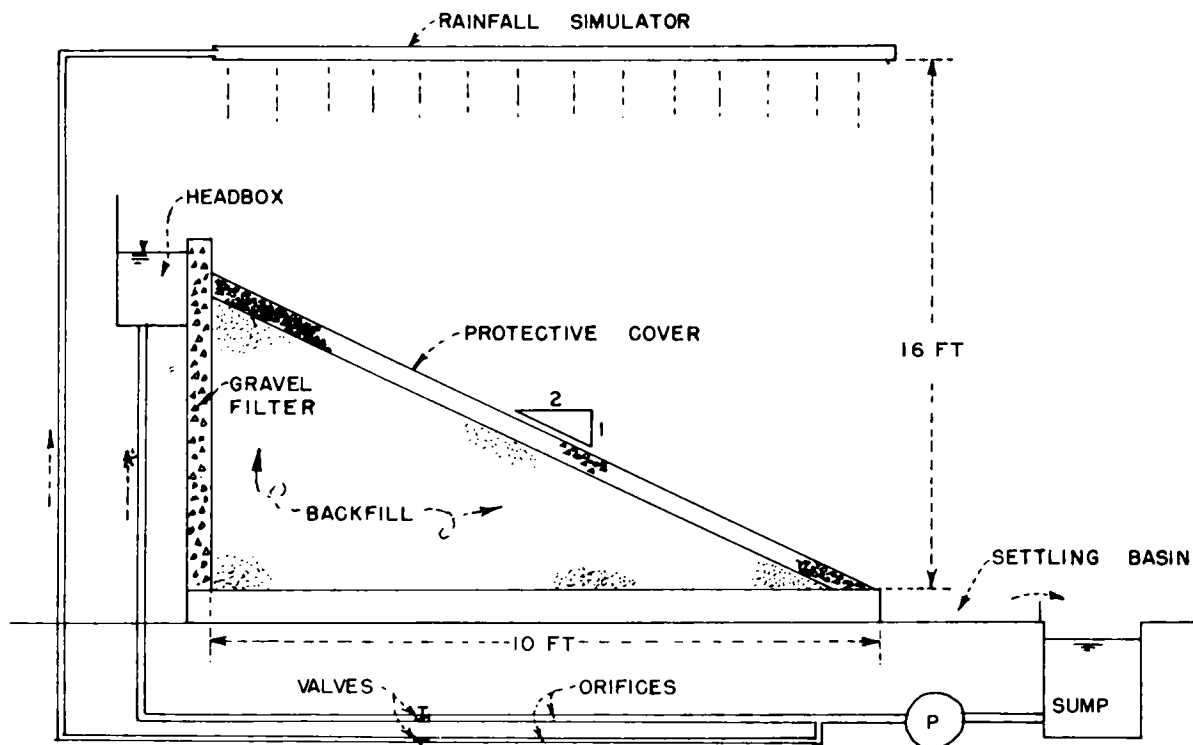 RAINFALL SIMULATOR
HEADBOX
PROTECTIVE COVER
16 FT
GRAVEL
FILTER
2
1
BACKFILL
SETTLING BASIN
10 FT
VALVES
ORIFICES
P
SUMP